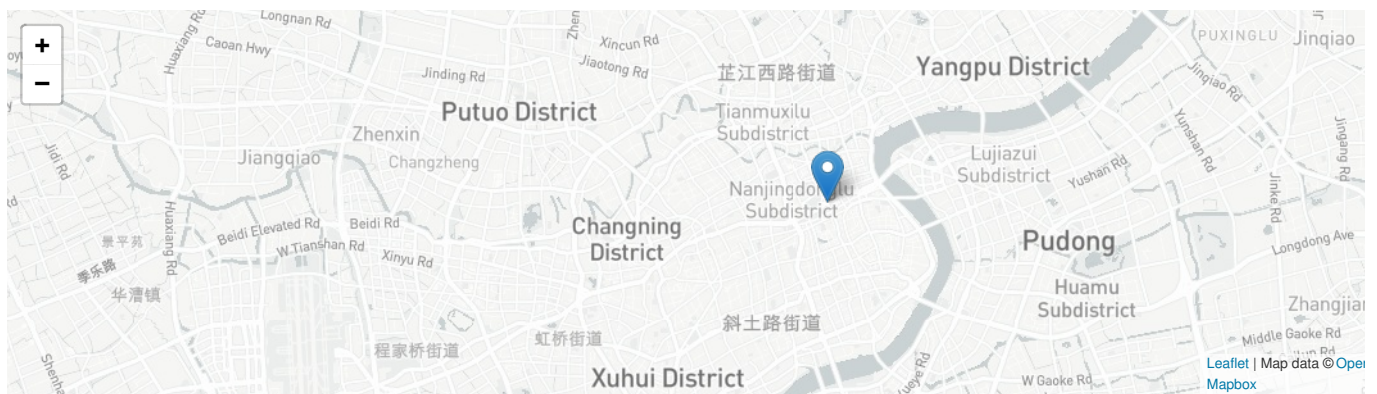 +
−
Longnan Rd
Caoan Hwy
Huaxiang Rd
Zhen
Xincun Rd
Jiaotong Rd
Jinding Rd
芷江西路街道
Yangpu District
PUXINGLU
Jinqiao
Jinqiao Rd
Putuo District
Tianmuxilu
Subdistrict
Zhenxin
Jiangqiao
Changzheng
Jidi Rd
Lujiazui
Subdistrict
Yushan Rd
Yunshan Rd
Jingang Rd
Jinke Rd
Nanjingdonglu
Subdistrict
Huaxiang Rd
Beidi Elevated Rd
Beidi Rd
W.Tianshan Rd
Xinyu Rd
Changning
District
Pudong
Longdong Ave
景平苑
季乐路
华漕镇
Huamu
Subdistrict
Zhangjian
斜土路街道
虹桥街道
程家桥街道
Middle Gaoke Rd
Xuhui District
W Gaoke Rd
Leaflet | Map data © Oper
Mapbox